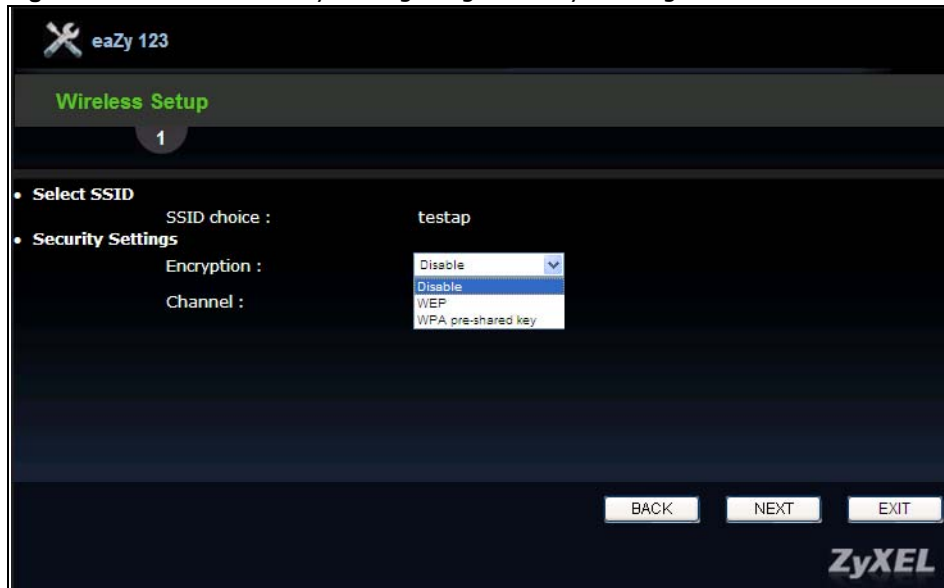 eaZy 123
Wireless Setup
1
• Select SSID
SSID choice : testap
• Security Settings
Encryption : Disable
Disable
Channel : WEP
WPA pre-shared key
BACK NEXT EXIT
ZyXEL